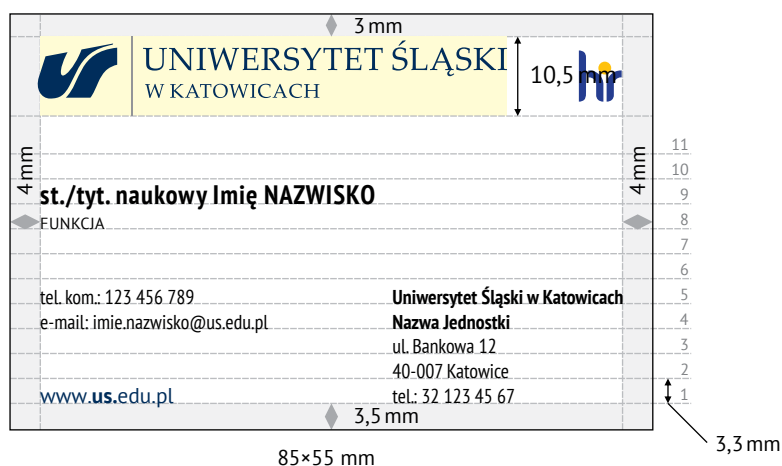 3 mm
UNIWERSYTET ŚLĄSKI
W KATOWICACH
10,5 mm
hr
4 mm
4 mm
11
10
9
8
7
6
5
4
3
2
1
st./tyt. naukowy Imię NAZWISKO
FUNKCJA
tel. kom.: 123 456 789
e-mail: imie.nazwisko@us.edu.pl
www.us.edu.pl
Uniwersytet Śląski w Katowicach
Nazwa Jednostki
ul. Bankowa 12
40-007 Katowice
tel.: 32 123 45 67
3,5 mm
3,3 mm
85×55 mm